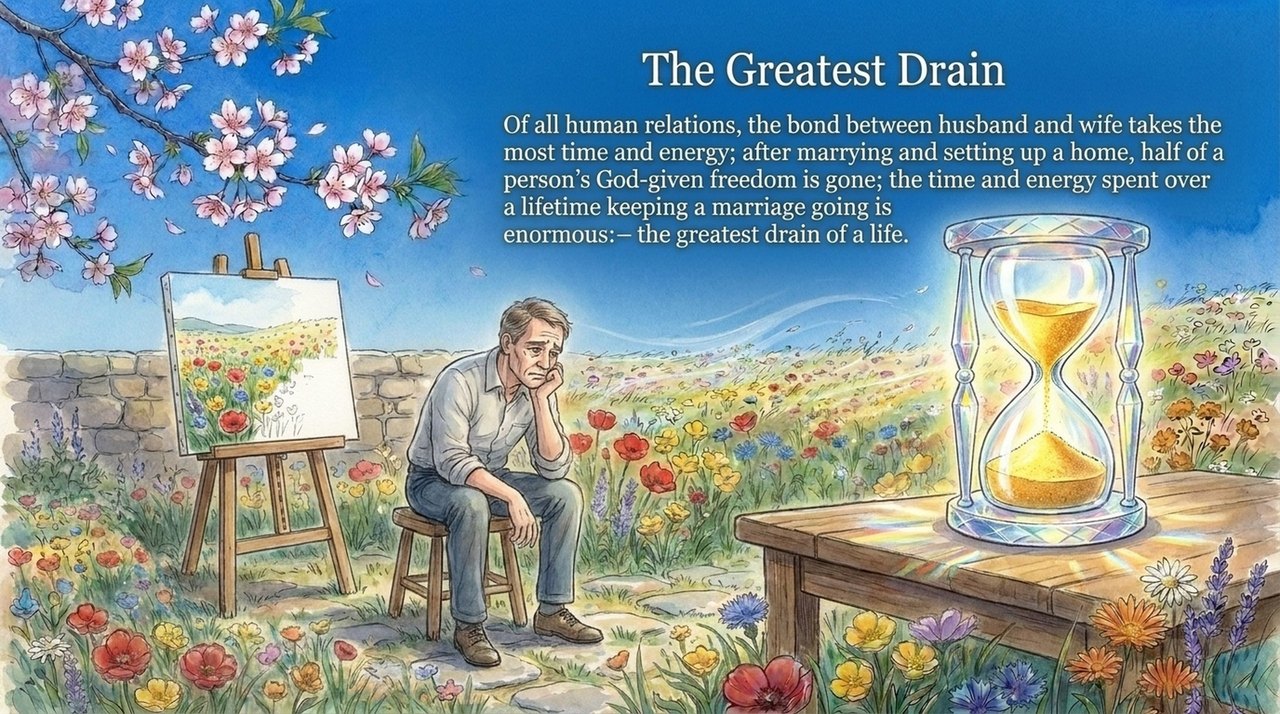 The Greatest Drain
Of all human relations, the bond between husband and wife takes the
most time and energy; after marrying and setting up a home, half of a
person’s God-given freedom is gone; the time and energy spent over
a lifetime keeping a marriage going is
enormous:– the greatest drain of a life.